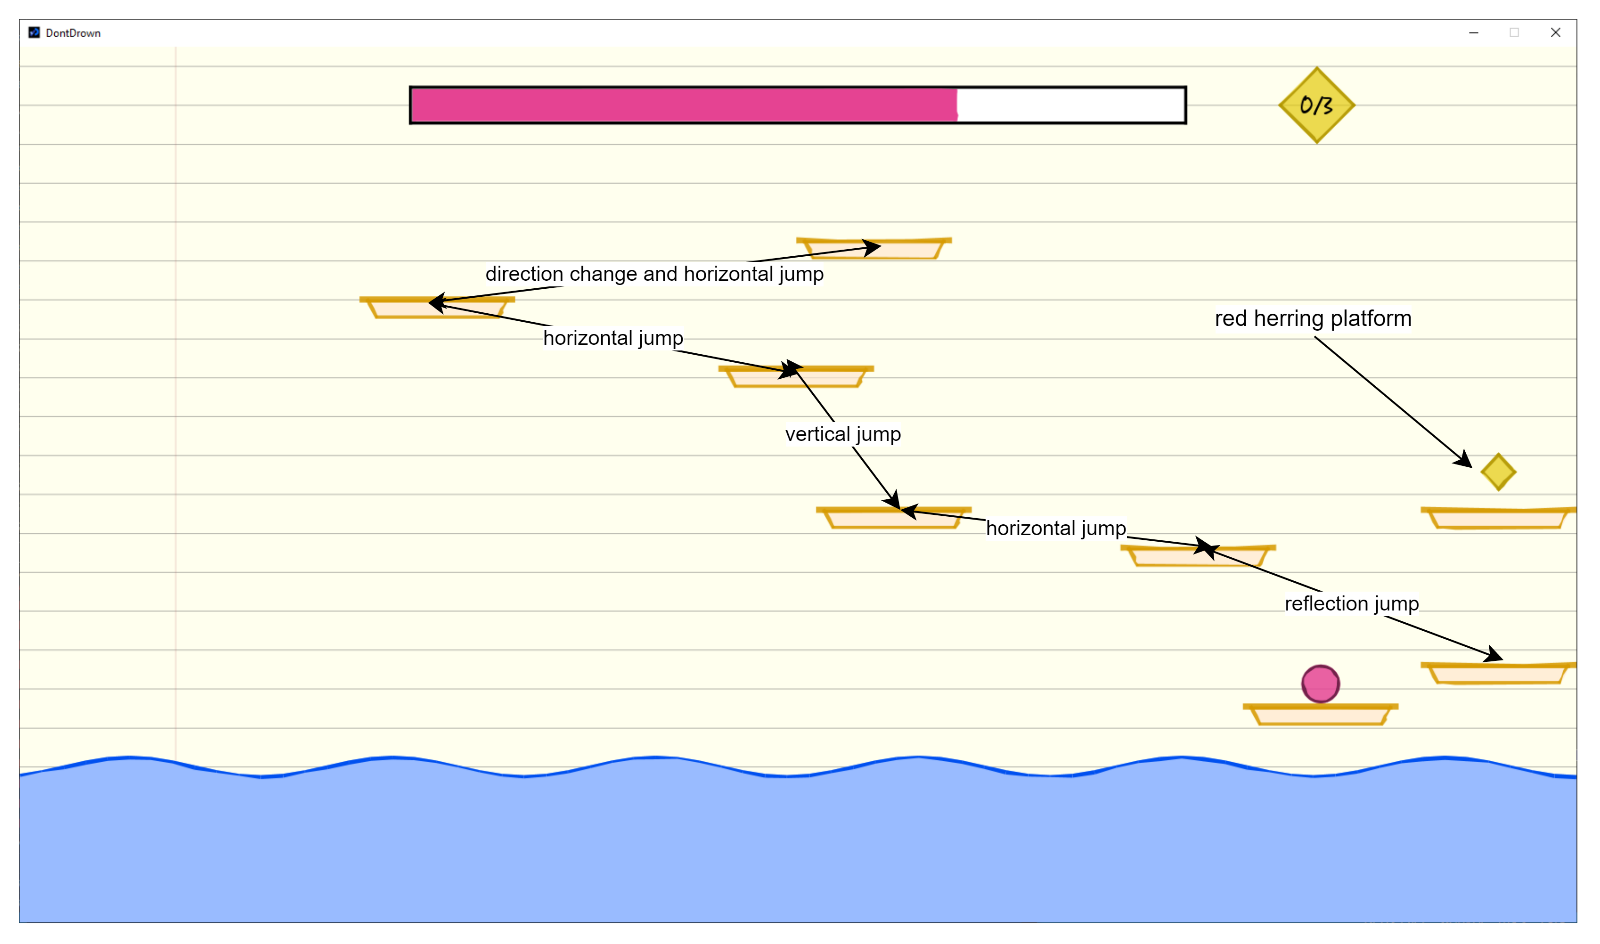 DontDrown
0/3
direction change and horizontal jump
red herring platform
horizontal jump
vertical jump
horizontal jump
reflection jump